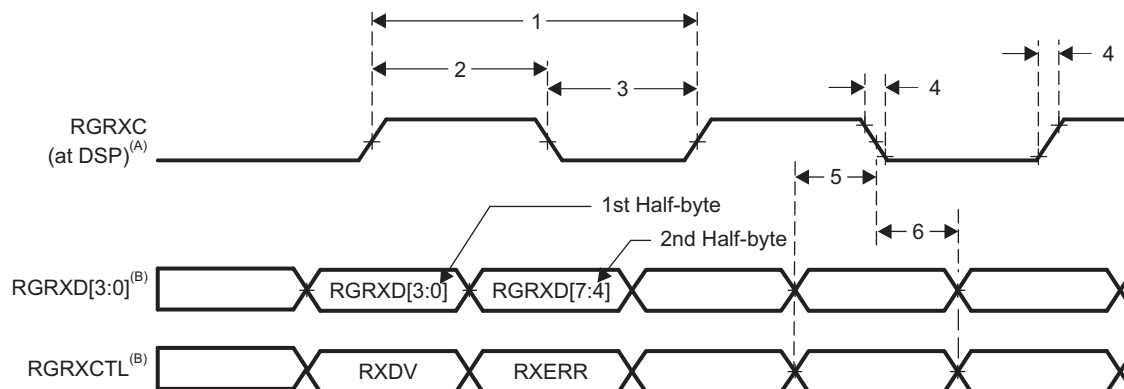 1
2
3
4
4
RGRXC
(at DSP)(A)
5
1st Half-byte
6
2nd Half-byte
RGRXD[3:0](B)
RGRXD[3:0]
RGRXD[7:4]
RGRXCTL(B)
RXDV
RXERR